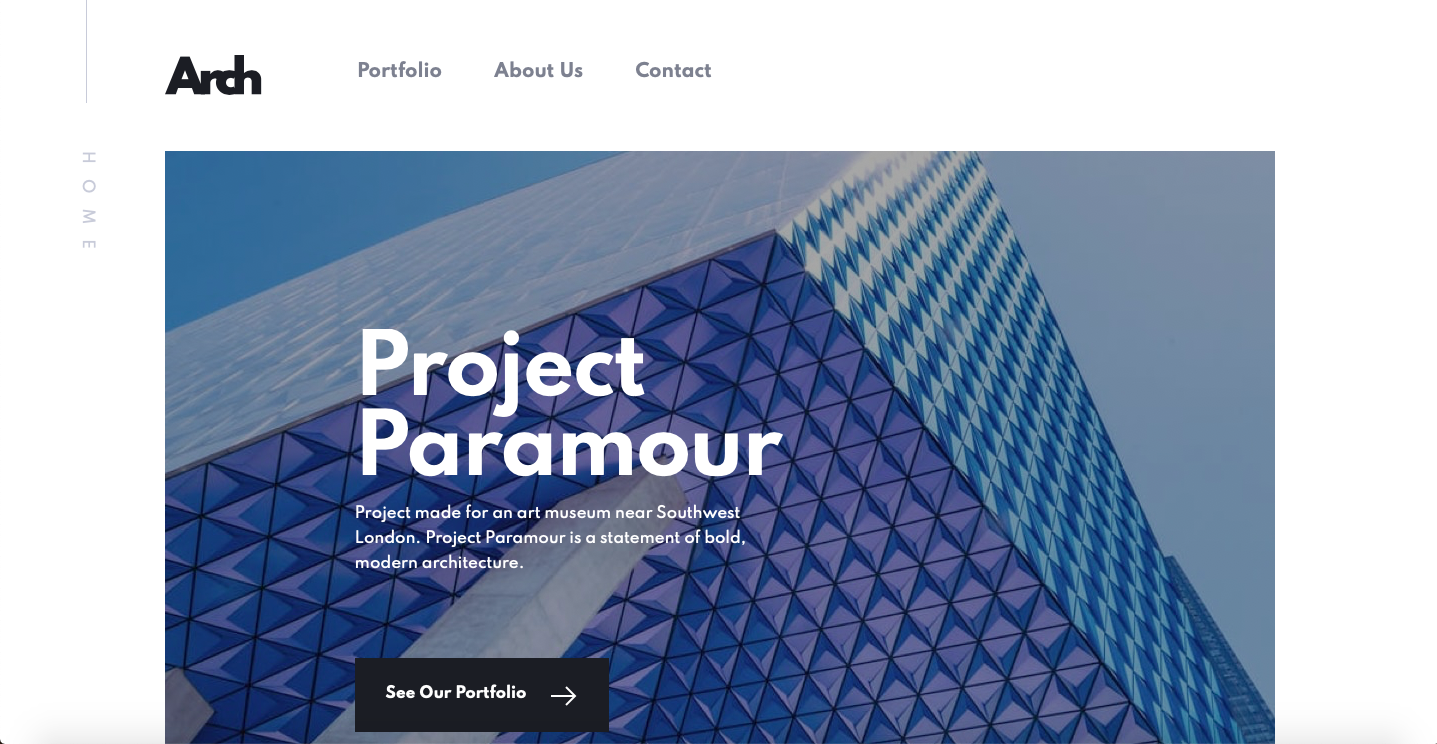 Arch
Portfolio
About Us
Contact
HOME
Project
Paramour
Project made for an art museum near Southwest
London. Project Paramour is a statement of bold,
modern architecture.
See Our Portfolio